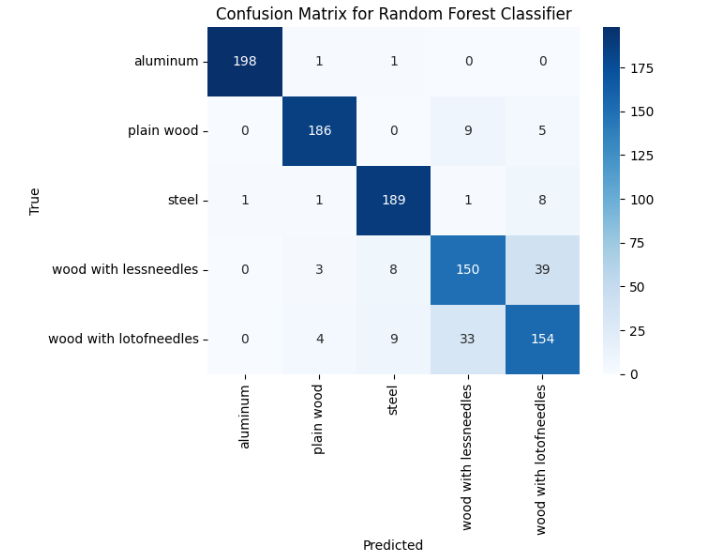 Confusion Matrix for Random Forest Classifier
aluminum 198 1 1 0 0
plain wood 0 186 0 9 5
steel 1 1 189 1 8
wood with lessneedles 0 3 8 150 39
wood with lotofneedles 0 4 9 33 154
True
aluminum
plain wood
steel
wood with lessneedles
wood with lotofneedles
Predicted
175
150
125
100
75
50
25
0